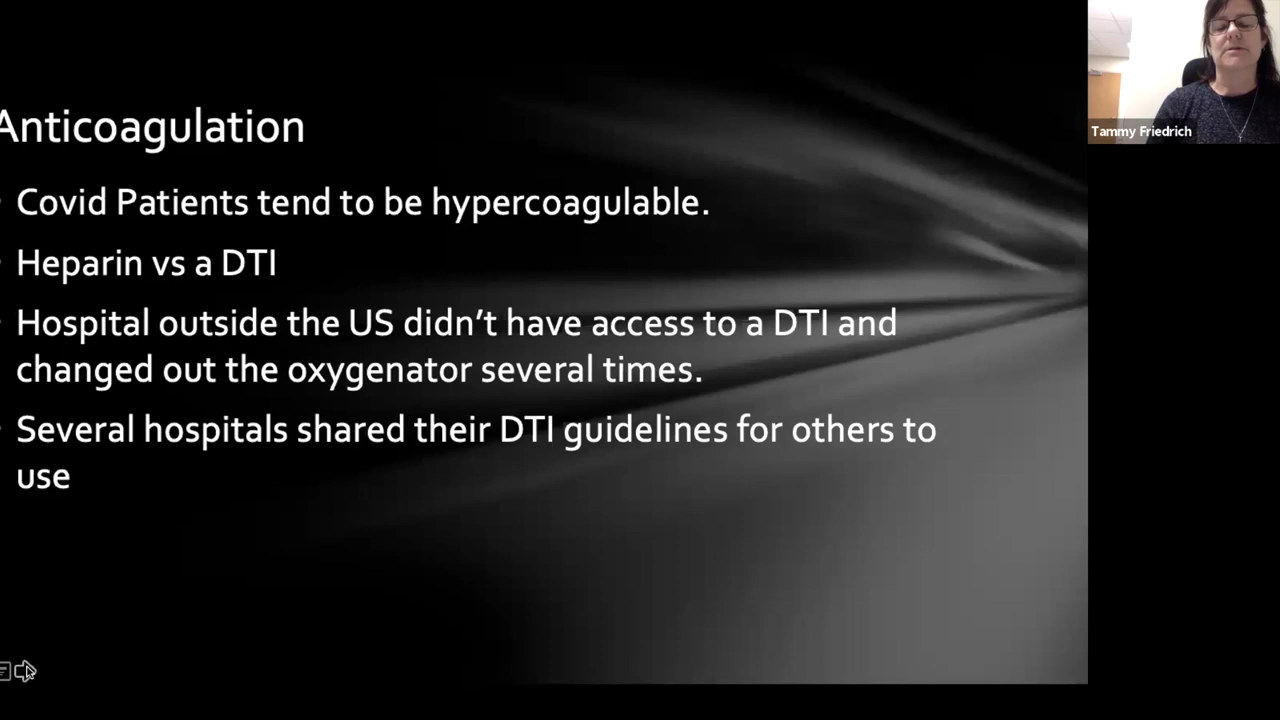 Anticoagulation
Covid Patients tend to be hypercoagulable.
Heparin vs a DTI
Hospital outside the US didn't have access to a DTI and
changed out the oxygenator several times.
Several hospitals shared their DTI guidelines for others to
use
Tammy Friedrich